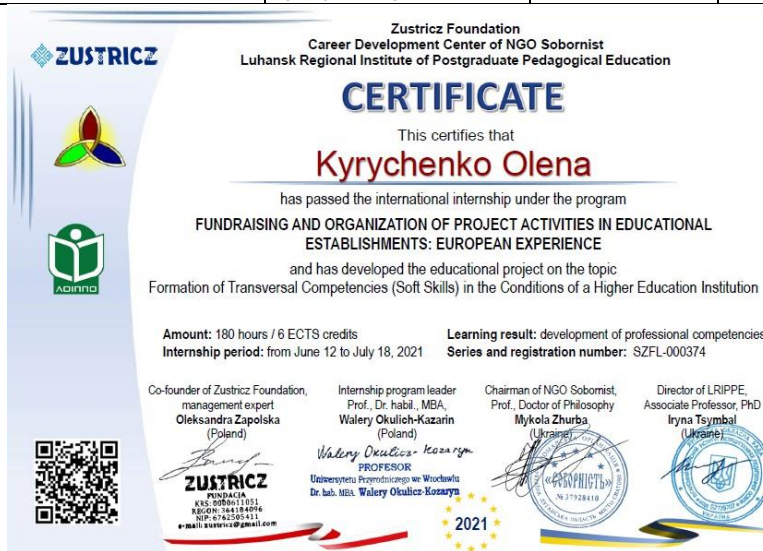 ZUSTRICZ
Zustricz Foundation
Career Development Center of NGO Sobornist
Luhansk Regional Institute of Postgraduate Pedagogical Education
CERTIFICATE
This certifies that
Kyrychenko Olena
has passed the international internship under the program
FUNDRAISING AND ORGANIZATION OF PROJECT ACTIVITIES IN EDUCATIONAL
ESTABLISHMENTS: EUROPEAN EXPERIENCE
and has developed the educational project on the topic
Formation of Transversal Competencies (Soft Skills) in the Conditions of a Higher Education Institution
ЛОІППО
Amount: 180 hours / 6 ECTS credits
Learning result: development of professional competencies
Internship period: from June 12 to July 18, 2021
Series and registration number: SZFL-000374
Co-founder of Zustricz Foundation,
management expert
Oleksandra Zapolska
(Poland)
Internship program leader
Prof., Dr. habil., MBA,
Walery Okulich-Kazarin
(Poland)
Chairman of NGO Sobornist,
Prof., Doctor of Philosophy
Mykola Zhurba
(Ukraine)
Director of LRIPPE,
Associate Professor, PhD
Iryna Tsymbal
(Ukraine)
ZUSTRICZ
FUNDACJA
KRS: 0000611051
REGON: 364184096
NIP: 6762505411
e-mail: zustricz@gmail.com
Walery Okulicz-Kozaryn
PROFESOR
Uniwersytetu Przyrodniczego we Wrocławiu
Dr. hab. MBA. Walery Okulicz-Kozaryn
2021
«СОБОРНІСТЬ»
№ 37928410